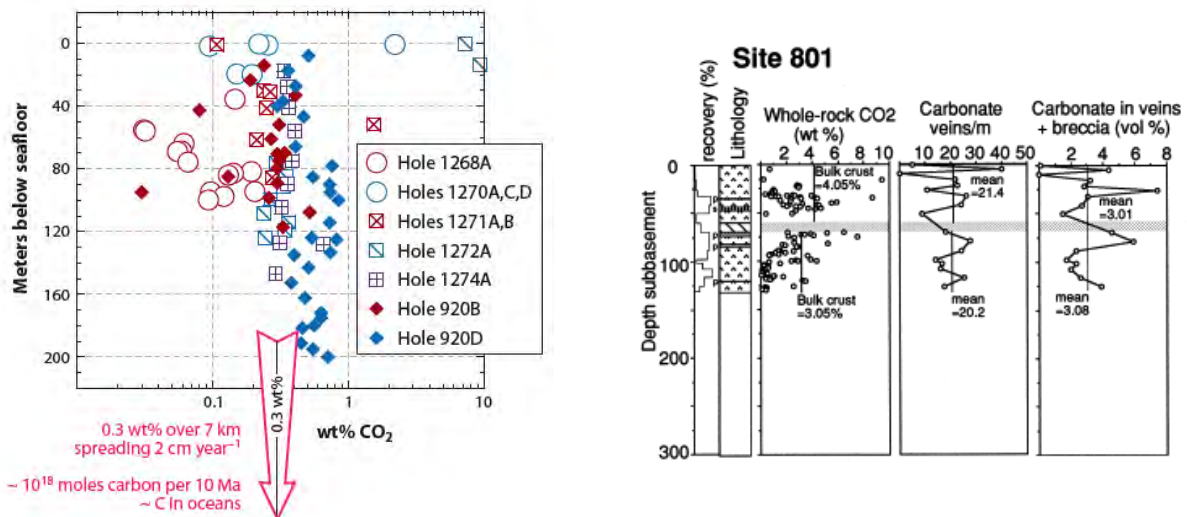 0
40
80
120
160
200
Meters below seafloor
0.1
1
10
wt% CO₂
Hole 1268A
Holes 1270A,C,D
Holes 1271A,B
Hole 1272A
Hole 1274A
Hole 920B
Hole 920D
0.3 wt%
0.3 wt% over 7 km
spreading 2 cm year⁻¹
~ 10¹⁸ moles carbon per 10 Ma
~ C in oceans
Site 801
recovery (%)
Lithology
Whole-rock CO2
(wt %)
0 2 4 6 8 10
Carbonate
veins/m
0 10 20 30 40 50
Carbonate in veins
+ breccia (vol %)
2 4 6 8
Depth subbasement
0
100
200
300
Bulk crust
=4.05%
Bulk crust
=3.05%
mean
=21.4
mean
=20.2
mean
=3.01
mean
=3.08